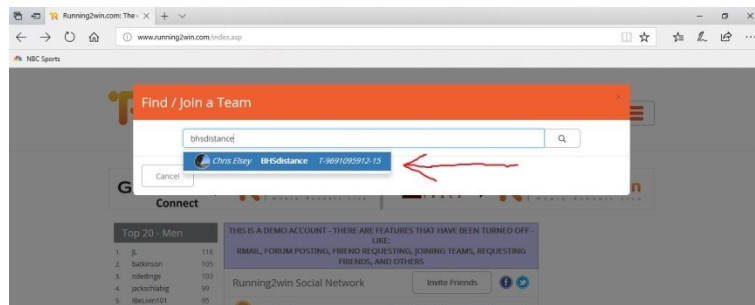 Running2win.com: The
www.running2win.com/index.asp
NBC Sports
Find / Join a Team
bhsdistance
Chris Elsey BHSdistance T-9691095912-15
Cancel
G
Connect
n
Top 20 - Men
1. JL 116
2. batkinson 105
3. ndedinge 103
4. jackschlabig 99
5. IBeLivin101 95
THIS IS A DEMO ACCOUNT - THERE ARE FEATURES THAT HAVE BEEN TURNED OFF -
LIKE:
RMAIL, FORUM POSTING, FRIEND REQUESTING, JOINING TEAMS, REQUESTING
FRIENDS, AND OTHERS
Running2win Social Network
Invite Friends